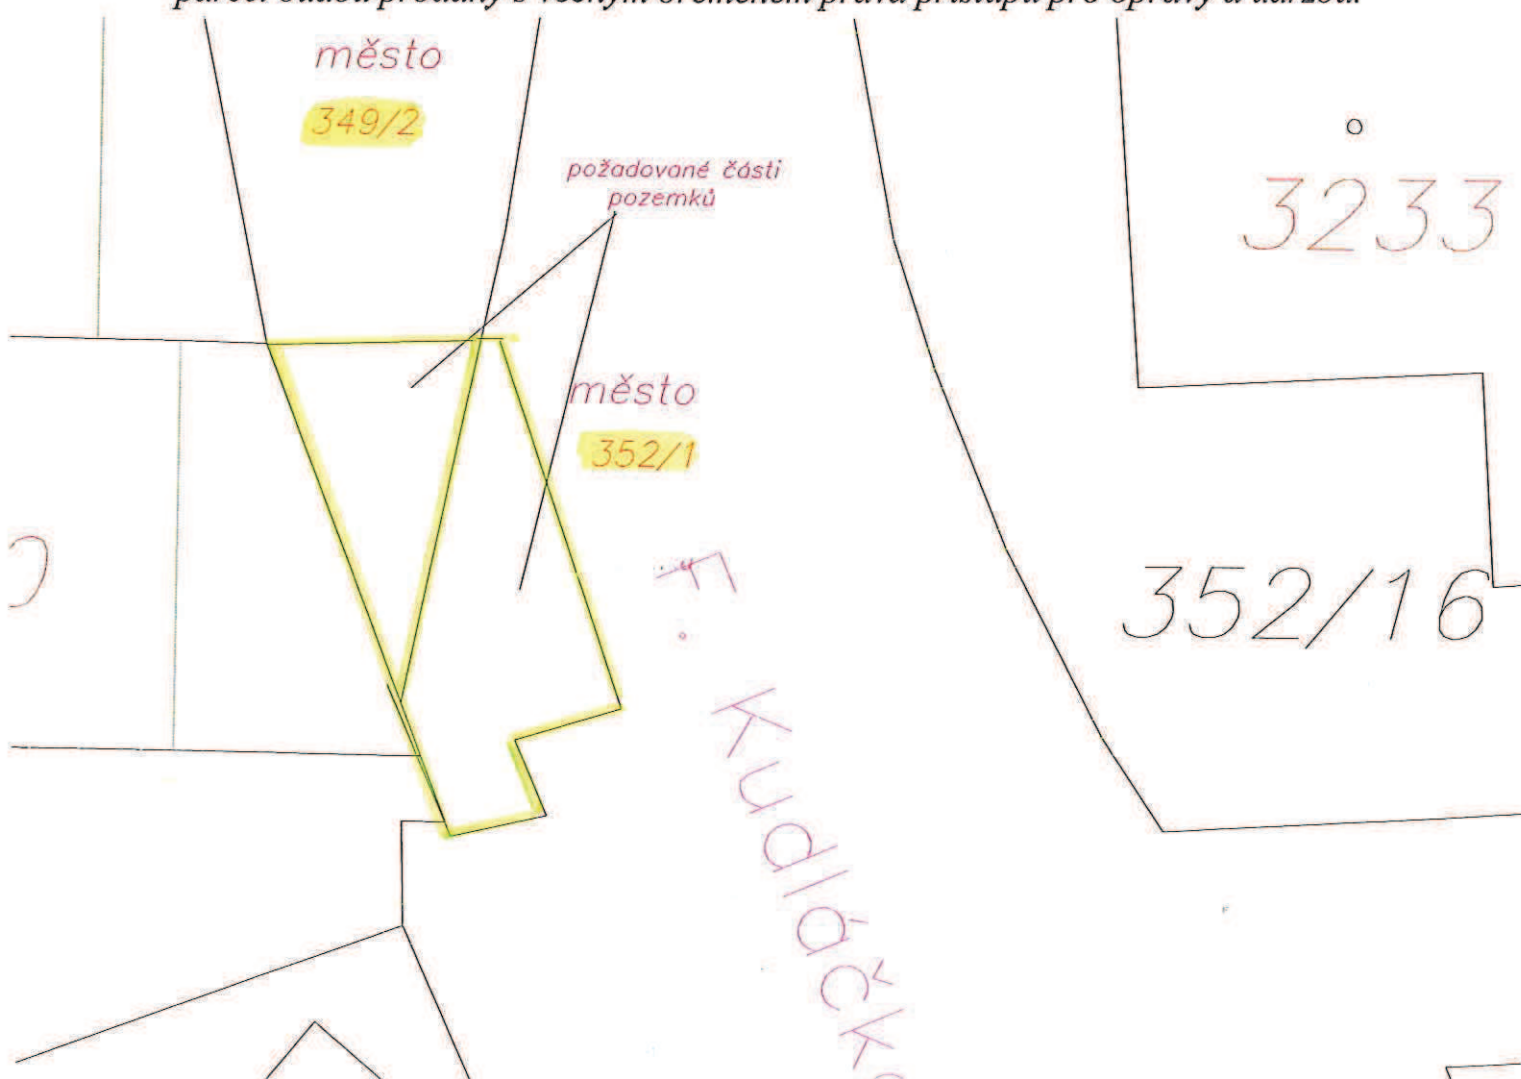 město
349/2
požadované části
pozemků
3233
město
352/1
352/16
F. Kudláčk